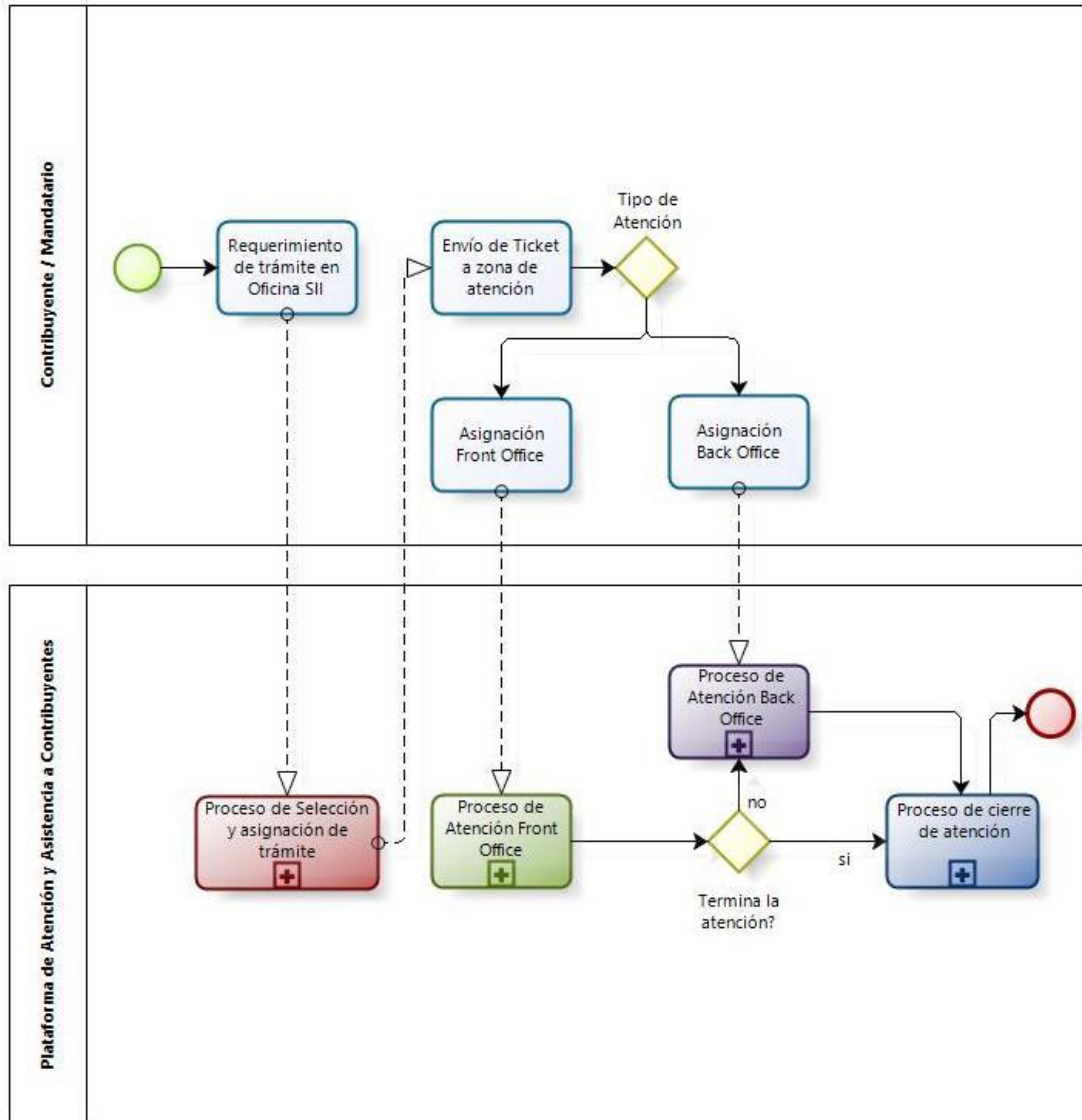 Contribuyente / Mandatario
Requerimiento
de trámite en
Oficina SII
Envío de Ticket
a zona de
atención
Tipo de
Atención
Asignación
Front Office
Asignación
Back Office
Plataforma de Atención y Asistencia a Contribuyentes
Proceso de Selección
y asignación de
trámite
Proceso de
Atención Front
Office
Proceso de
Atención Back
Office
no
si
Termina la
atención?
Proceso de cierre
de atención